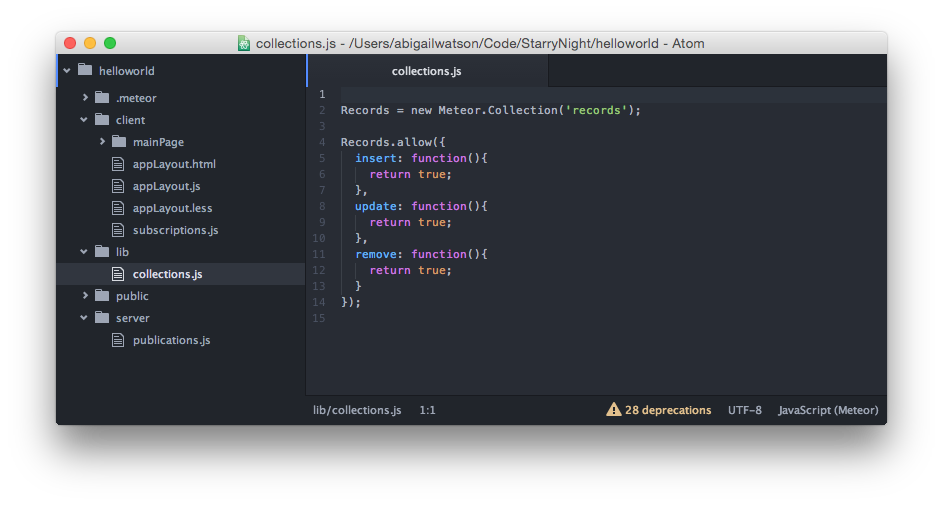 collections.js - /Users/abigailwatson/Code/StarryNight/helloworld - Atom
helloworld
.meteor
client
mainPage
appLayout.html
appLayout.js
appLayout.less
subscriptions.js
lib
collections.js
public
server
publications.js
collections.js
1
2 Records = new Meteor.Collection('records');
3
4 Records.allow({
5   insert: function(){
6     return true;
7   },
8   update: function(){
9     return true;
10   },
11   remove: function(){
12     return true;
13   }
14 });
15
lib/collections.js 1:1 28 deprecations UTF-8 JavaScript (Meteor)